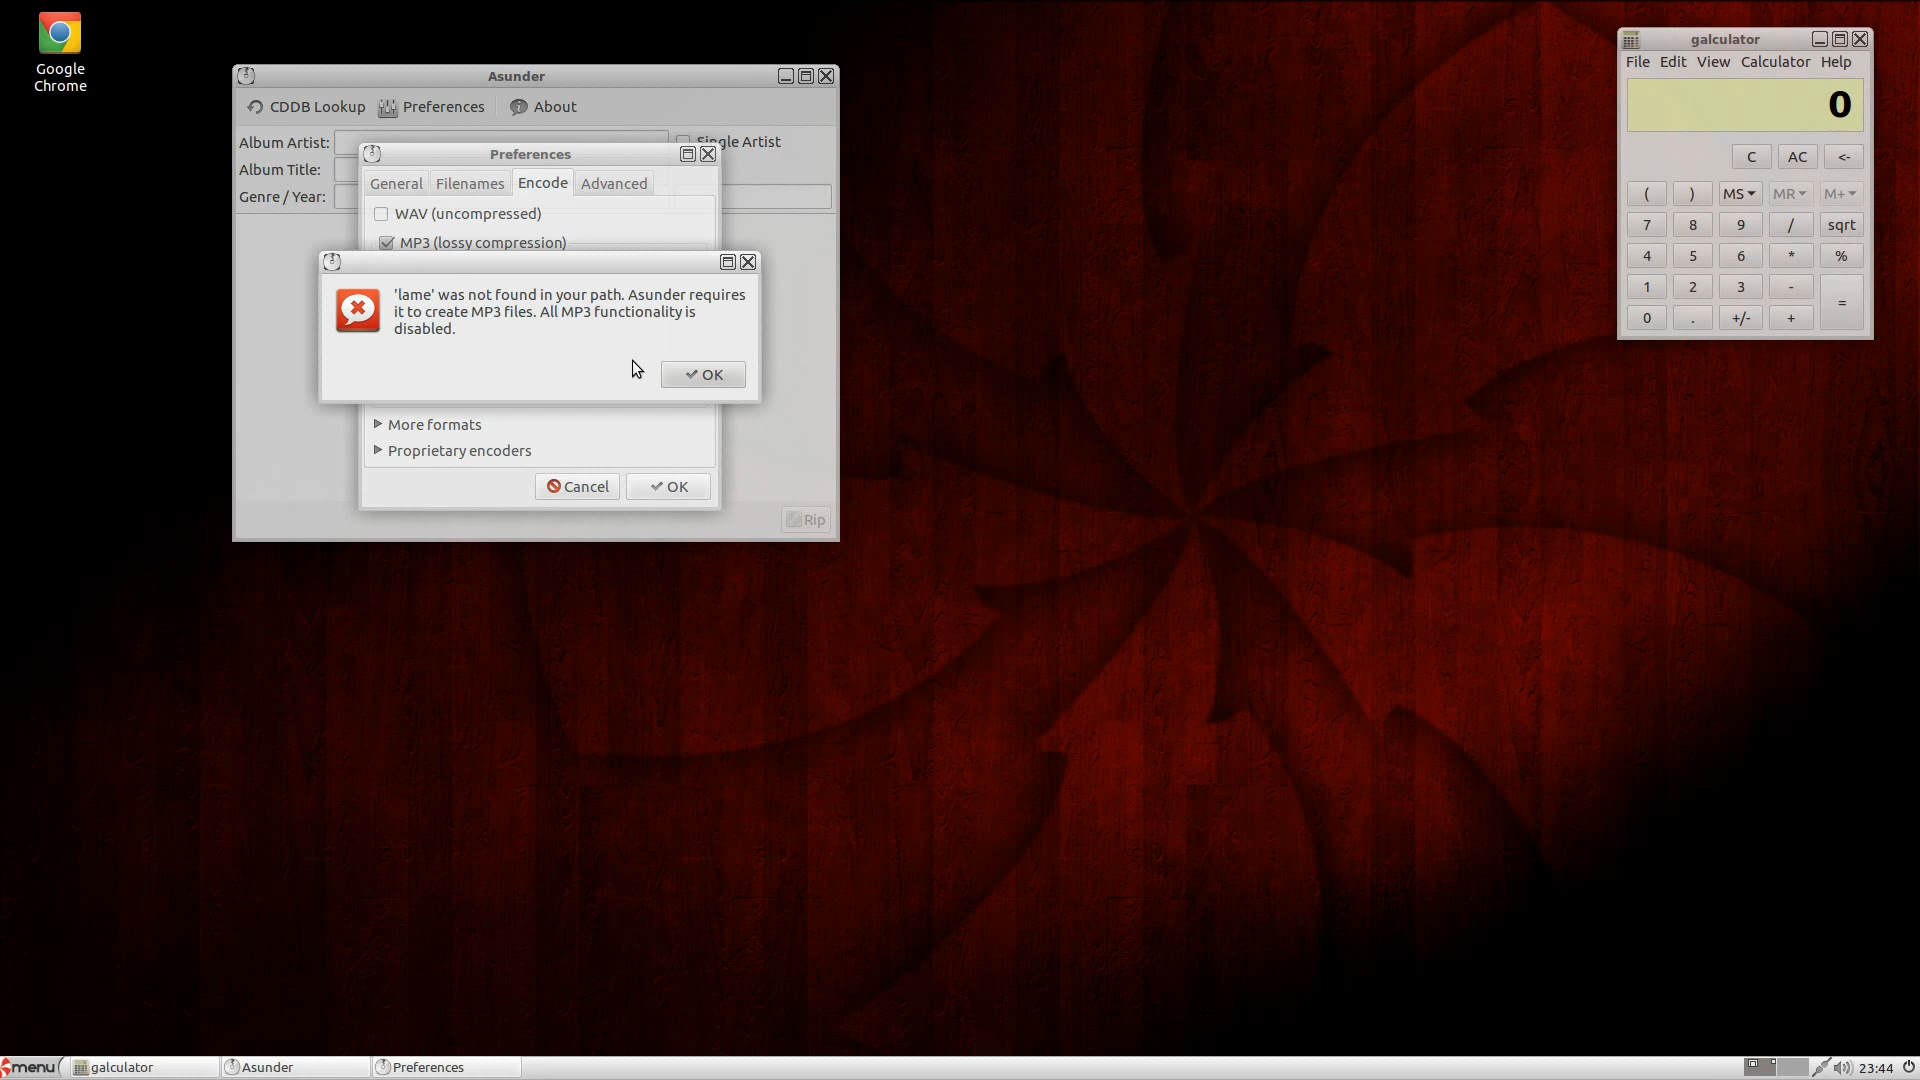 Google
Chrome
Asunder
CDDB Lookup
Preferences
About
Album Artist:
Single Artist
Album Title:
Genre / Year:
Preferences
General
Filenames
Encode
Advanced
WAV (uncompressed)
MP3 (lossy compression)
'lame' was not found in your path. Asunder requires
it to create MP3 files. All MP3 functionality is
disabled.
OK
More formats
Proprietary encoders
Cancel
OK
Rip
galculator
File Edit View Calculator Help
0
C AC <-
( ) MS MR M+
7 8 9 / sqrt
4 5 6 * %
1 2 3 - =
0 . +/- +
menu
galculator
Asunder
Preferences
23:44